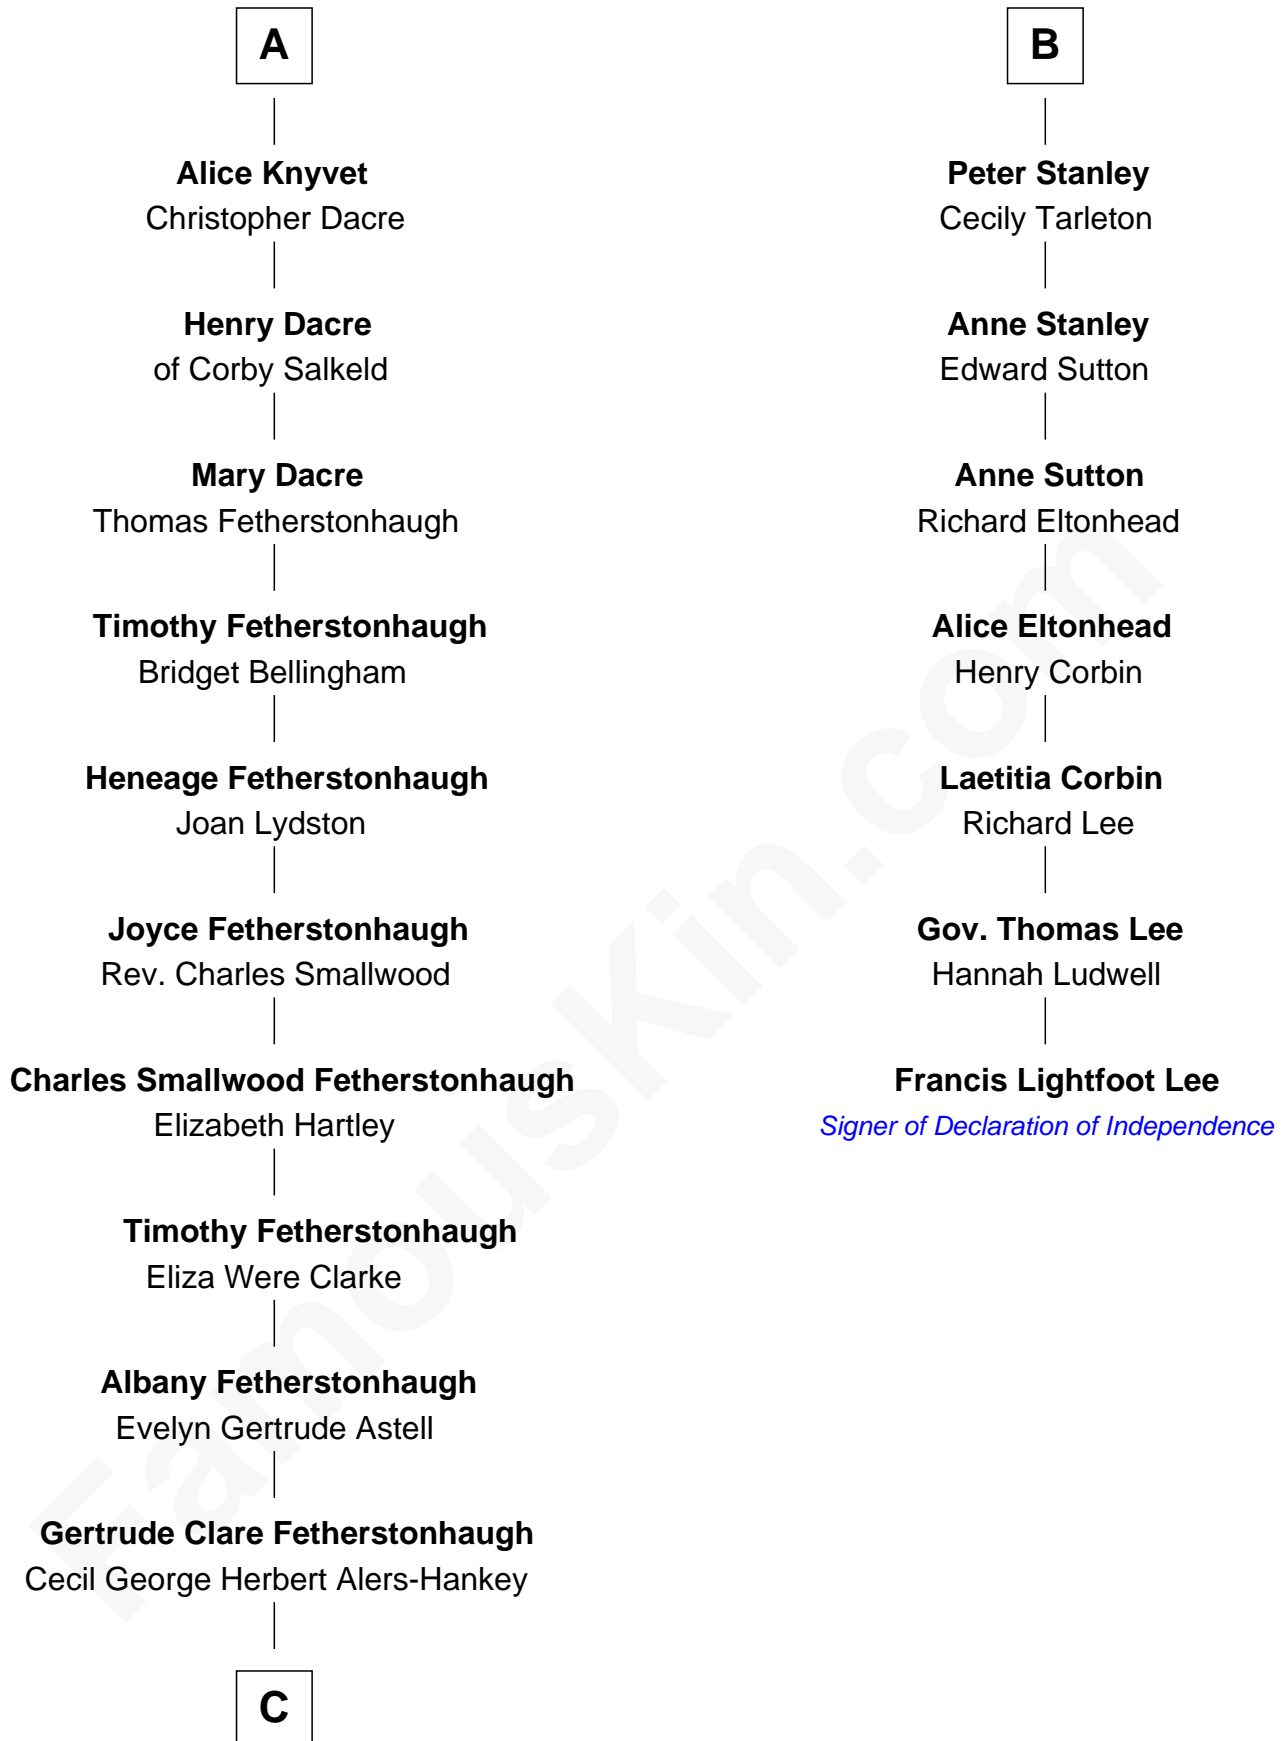 A
Alice Knyvet
Christopher Dacre
Henry Dacre
of Corby Salkeld
Mary Dacre
Thomas Fetherstonhaugh
Timothy Fetherstonhaugh
Bridget Bellingham
Heneage Fetherstonhaugh
Joan Lydston
Joyce Fetherstonhaugh
Rev. Charles Smallwood
Charles Smallwood Fetherstonhaugh
Elizabeth Hartley
Timothy Fetherstonhaugh
Eliza Were Clarke
Albany Fetherstonhaugh
Evelyn Gertrude Astell
Gertrude Clare Fetherstonhaugh
Cecil George Herbert Alers-Hankey
C
B
Peter Stanley
Cecily Tarleton
Anne Stanley
Edward Sutton
Anne Sutton
Richard Eltonhead
Alice Eltonhead
Henry Corbin
Laetitia Corbin
Richard Lee
Gov. Thomas Lee
Hannah Ludwell
Francis Lightfoot Lee
Signer of Declaration of Independence
FamousKin.com